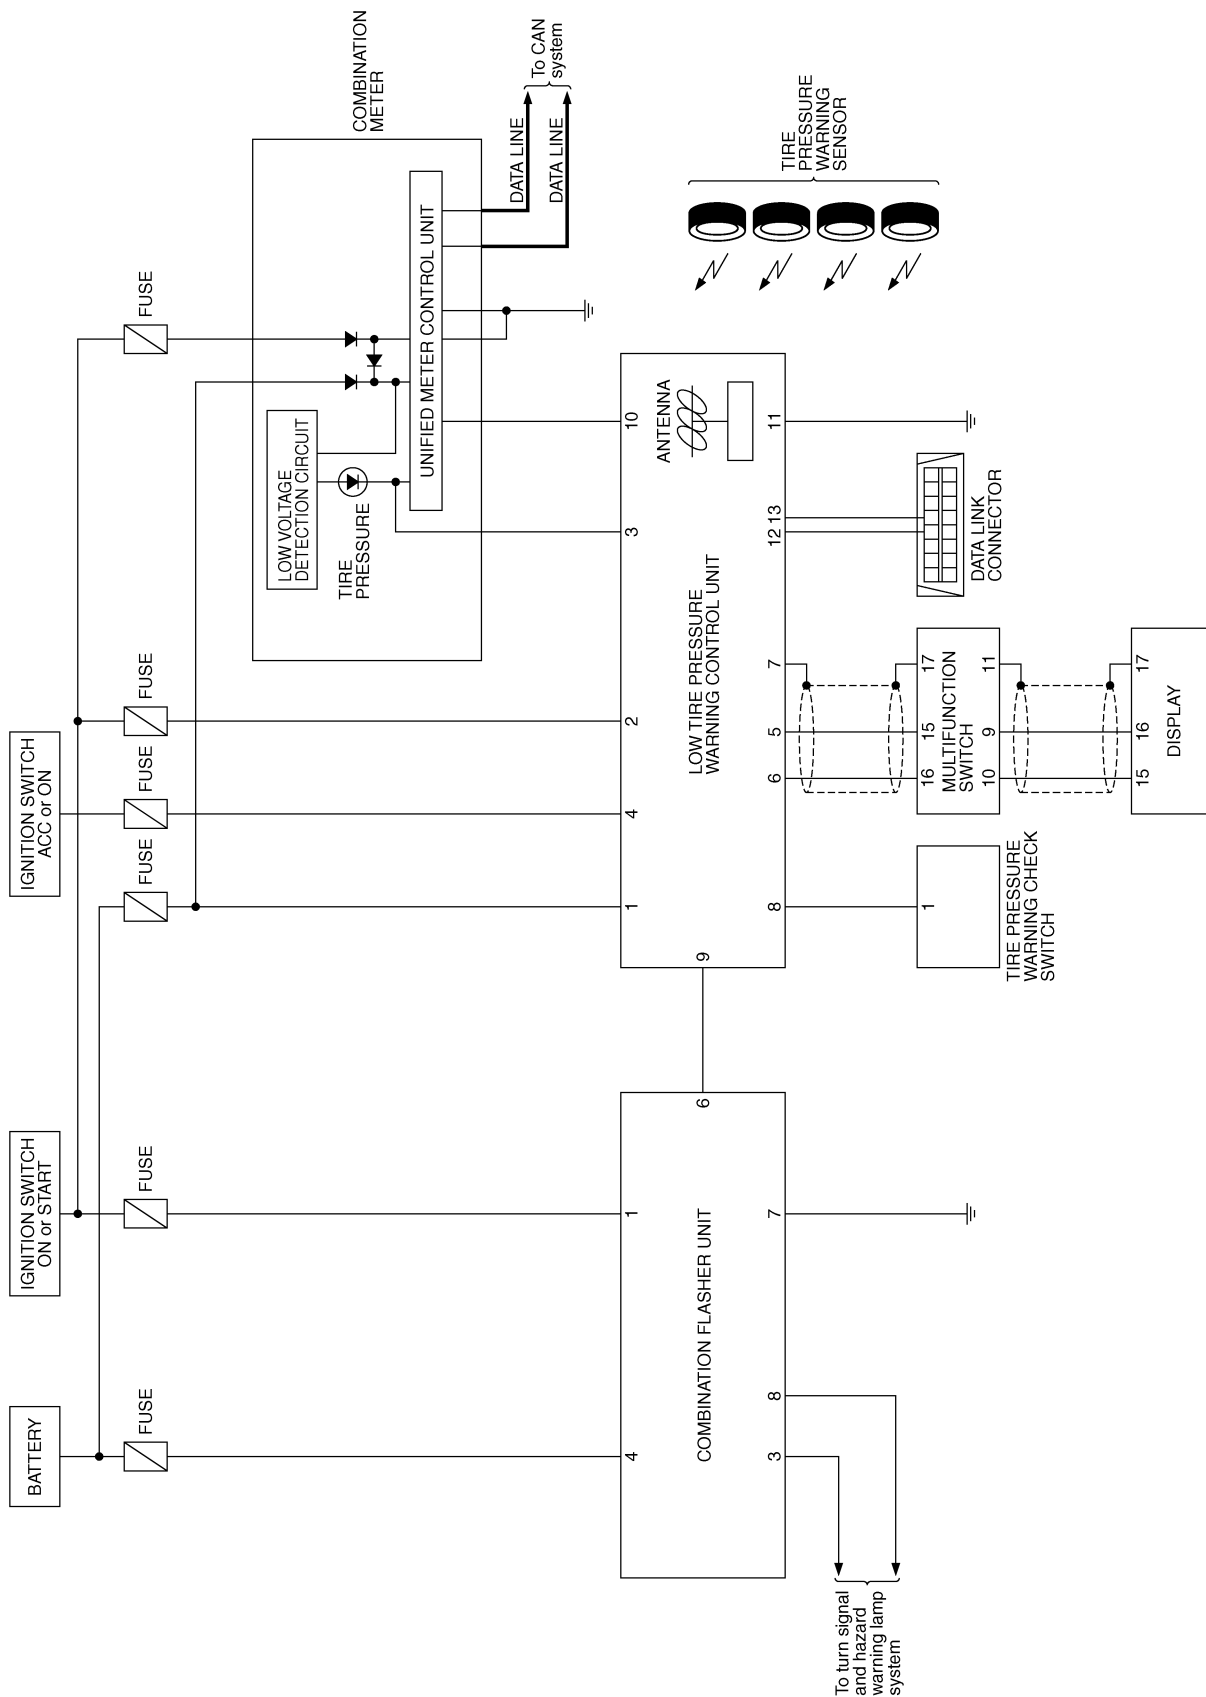 BATTERY
IGNITION SWITCH
ON or START
IGNITION SWITCH
ACC or ON
FUSE
FUSE
FUSE
FUSE
FUSE
FUSE
COMBINATION
METER
LOW VOLTAGE
DETECTION CIRCUIT
TIRE
PRESSURE
UNIFIED METER CONTROL UNIT
DATA LINE
DATA LINE
To CAN
system
4
1
COMBINATION FLASHER UNIT
6
3
8
7
To turn signal
and hazard
warning lamp
system
1
4
2
3
10
9
LOW TIRE PRESSURE
WARNING CONTROL UNIT
ANTENNA
8
6
5
7
12
13
11
TIRE
PRESSURE
WARNING
SENSOR
1
TIRE PRESSURE
WARNING CHECK
SWITCH
16
15
17
MULTIFUNCTION
SWITCH
10
9
11
DATA LINK
CONNECTOR
15
16
17
DISPLAY